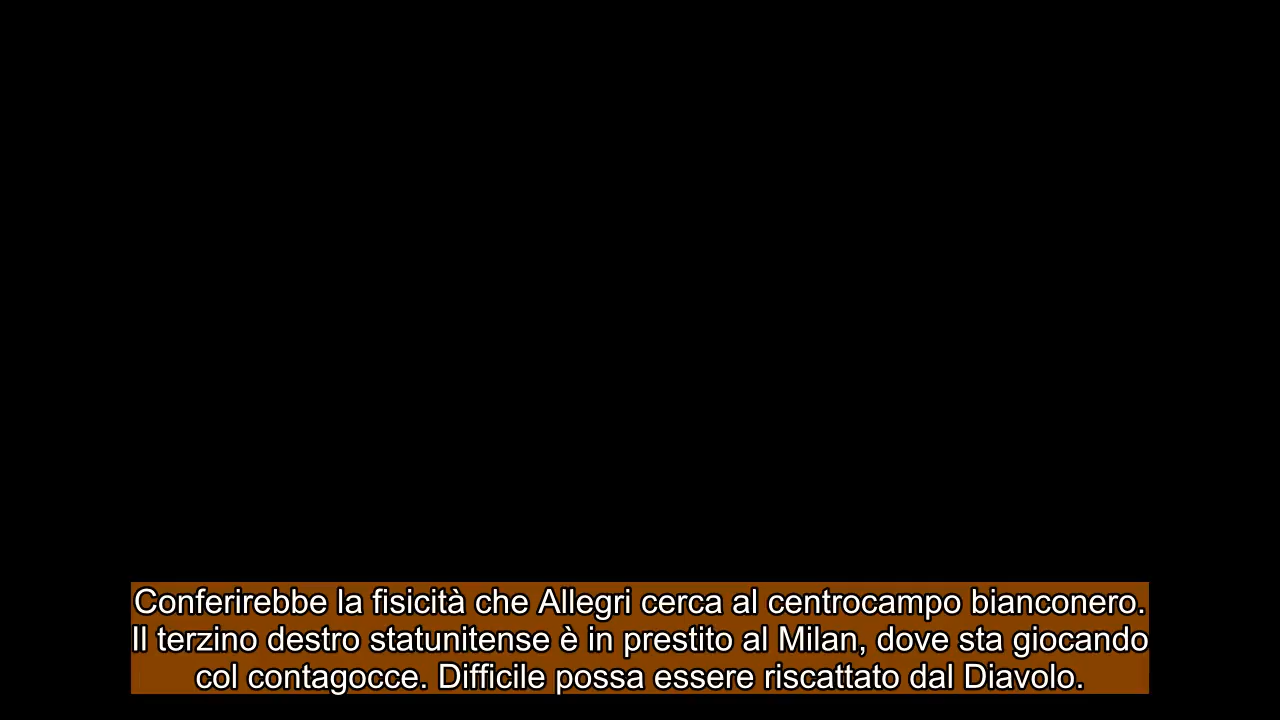 Conferirebbe la fisicità che Allegri cerca al centrocampo bianconero.
Il terzino destro statunitense è in prestito al Milan, dove sta giocando
col contagocce. Difficile possa essere riscattato dal Diavolo.